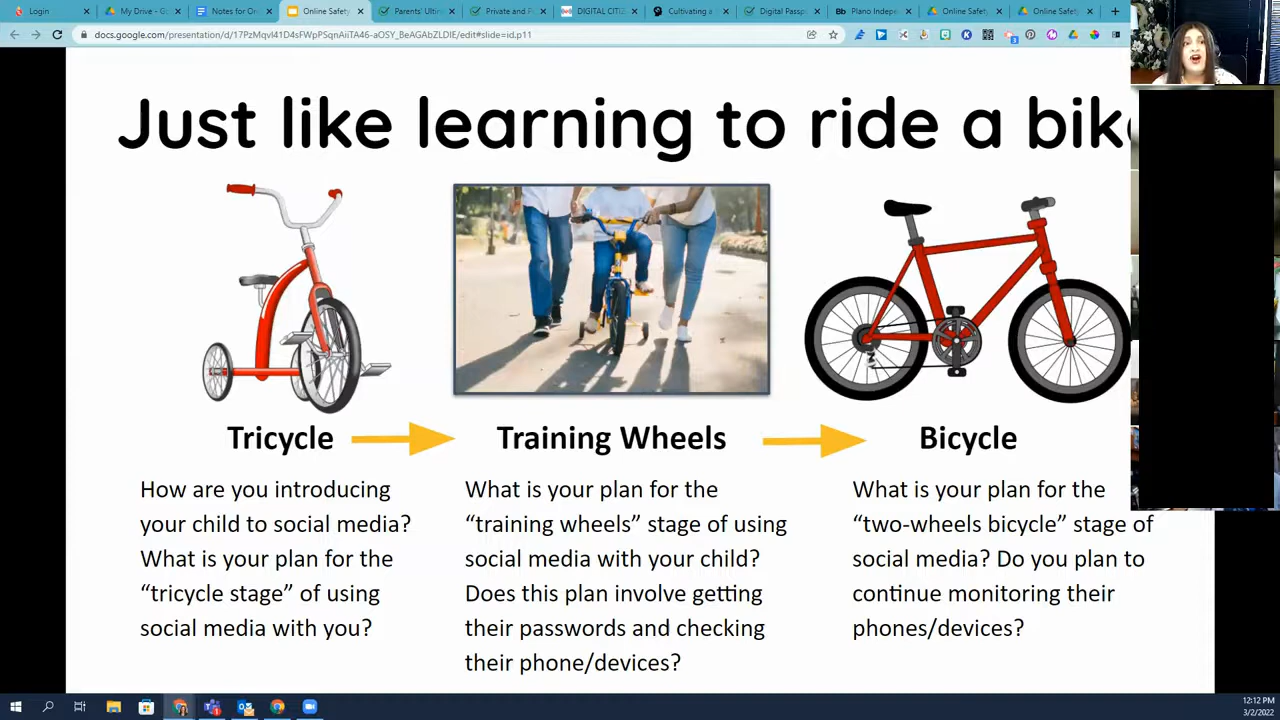 Login
My Drive - G
Notes for On
Online Safety
Parents' Ulti
Private and P
DIGITAL CITIZ
Cultivating a
Digital Passp
Bb Plano Indep
Online Safety
Online Safety
docs.google.com/presentation/d/17PzMqvl41D4sFWpPSqnAiiTA46-aOSY_BeAGAbZLDIE/edit#slide=id.p11
Just like learning to ride a bik
Tricycle
Training Wheels
Bicycle
How are you introducing
your child to social media?
What is your plan for the
“tricycle stage” of using
social media with you?
What is your plan for the
“training wheels” stage of using
social media with your child?
Does this plan involve getting
their passwords and checking
their phone/devices?
What is your plan for the
“two-wheels bicycle” stage of
social media? Do you plan to
continue monitoring their
phones/devices?
12:12 PM
3/2/2022